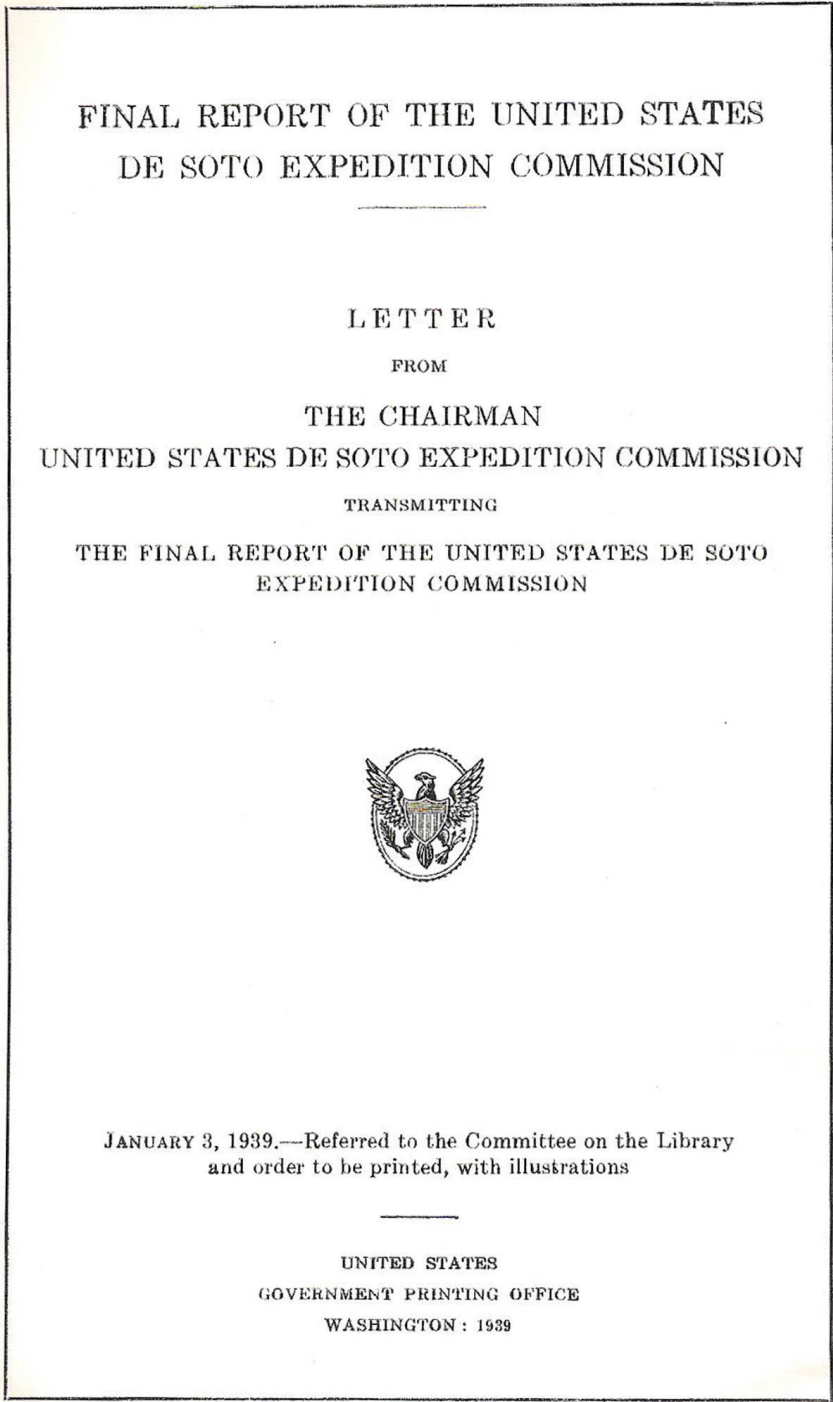 FINAL REPORT OF THE UNITED STATES
DE SOTO EXPEDITION COMMISSION
LETTER
FROM
THE CHAIRMAN
UNITED STATES DE SOTO EXPEDITION COMMISSION
TRANSMITTING
THE FINAL REPORT OF THE UNITED STATES DE SOTO
EXPEDITION COMMISSION
JANUARY 3, 1939.—Referred to the Committee on the Library
and order to be printed, with illustrations
UNITED STATES
GOVERNMENT PRINTING OFFICE
WASHINGTON : 1939